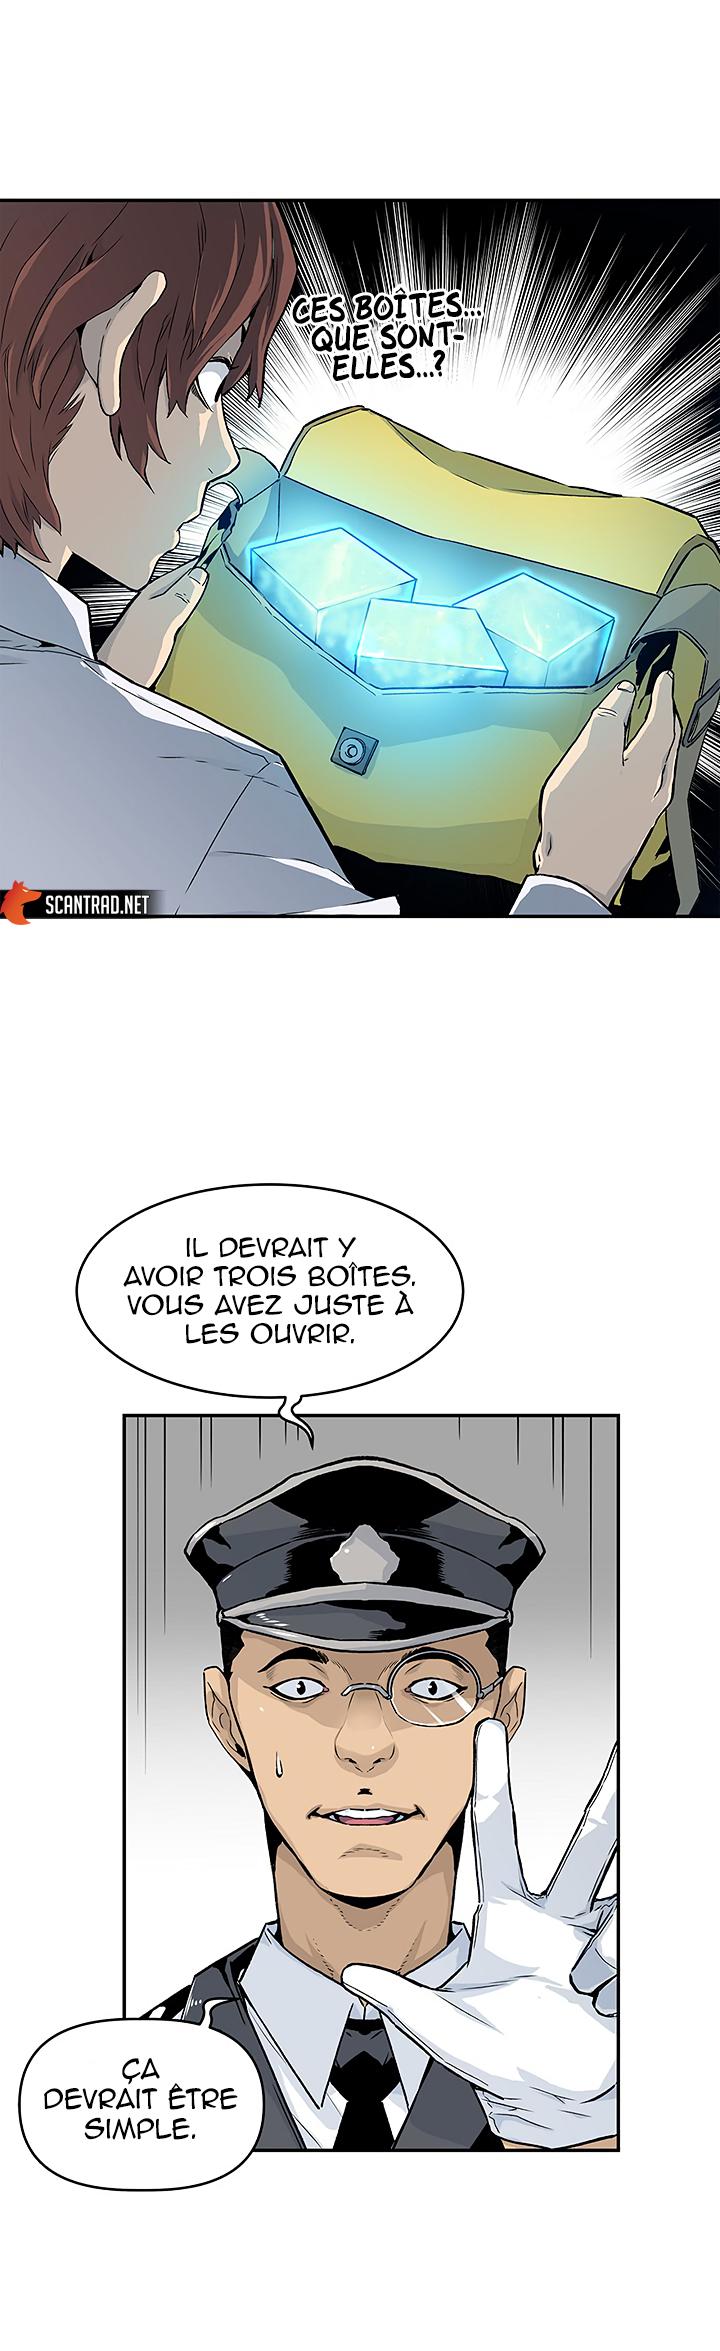 CES BOÎTES...
QUE SONT-
ELLES...?
SCANTRAD.NET
IL DEVRAIT Y
AVOIR TROIS BOÎTES.
VOUS AVEZ JUSTE À
LES OUVRIR.
ÇA
DEVRAIT ÊTRE
SIMPLE.